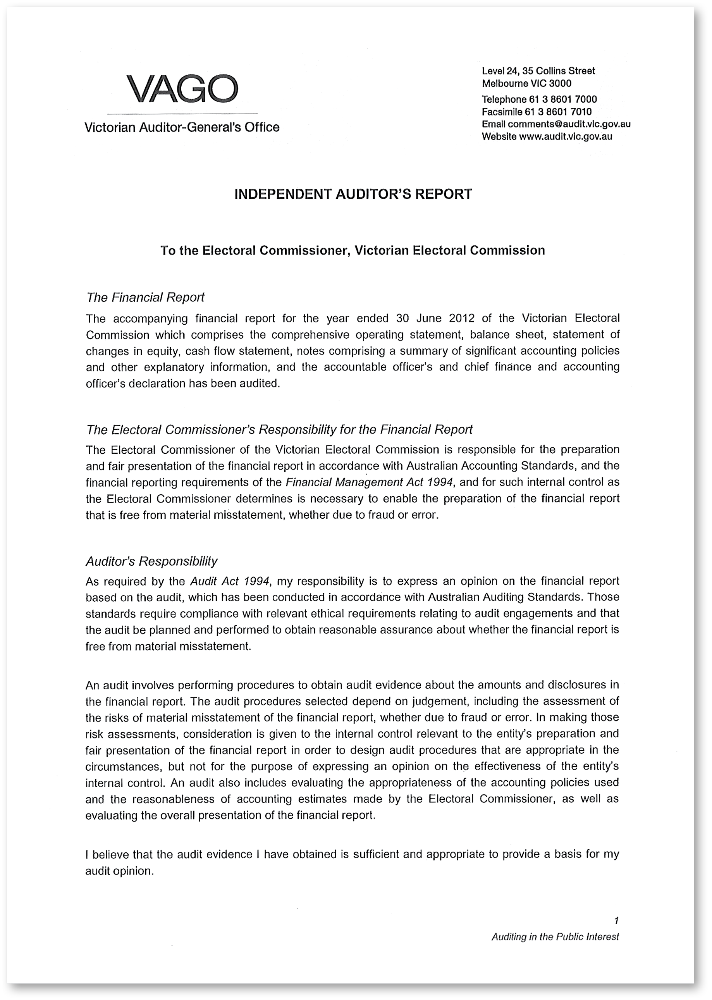 VAGO
Victorian Auditor-General's Office
Level 24, 35 Collins Street
Melbourne VIC 3000
Telephone 61 3 8601 7000
Facsimile 61 3 8601 7010
Email comments@audit.vic.gov.au
Website www.audit.vic.gov.au
INDEPENDENT AUDITOR'S REPORT
To the Electoral Commissioner, Victorian Electoral Commission
The Financial Report
The accompanying financial report for the year ended 30 June 2012 of the Victorian Electoral
Commission which comprises the comprehensive operating statement, balance sheet, statement of
changes in equity, cash flow statement, notes comprising a summary of significant accounting policies
and other explanatory information, and the accountable officer's and chief finance and accounting
officer's declaration has been audited.
The Electoral Commissioner's Responsibility for the Financial Report
The Electoral Commissioner of the Victorian Electoral Commission is responsible for the preparation
and fair presentation of the financial report in accordance with Australian Accounting Standards, and the
financial reporting requirements of the Financial Management Act 1994, and for such internal control as
the Electoral Commissioner determines is necessary to enable the preparation of the financial report
that is free from material misstatement, whether due to fraud or error.
Auditor's Responsibility
As required by the Audit Act 1994, my responsibility is to express an opinion on the financial report
based on the audit, which has been conducted in accordance with Australian Auditing Standards. Those
standards require compliance with relevant ethical requirements relating to audit engagements and that
the audit be planned and performed to obtain reasonable assurance about whether the financial report is
free from material misstatement.
An audit involves performing procedures to obtain audit evidence about the amounts and disclosures in
the financial report. The audit procedures selected depend on judgement, including the assessment of
the risks of material misstatement of the financial report, whether due to fraud or error. In making those
risk assessments, consideration is given to the internal control relevant to the entity's preparation and
fair presentation of the financial report in order to design audit procedures that are appropriate in the
circumstances, but not for the purpose of expressing an opinion on the effectiveness of the entity's
internal control. An audit also includes evaluating the appropriateness of the accounting policies used
and the reasonableness of accounting estimates made by the Electoral Commissioner, as well as
evaluating the overall presentation of the financial report.
I believe that the audit evidence I have obtained is sufficient and appropriate to provide a basis for my
audit opinion.
1
Auditing in the Public Interest